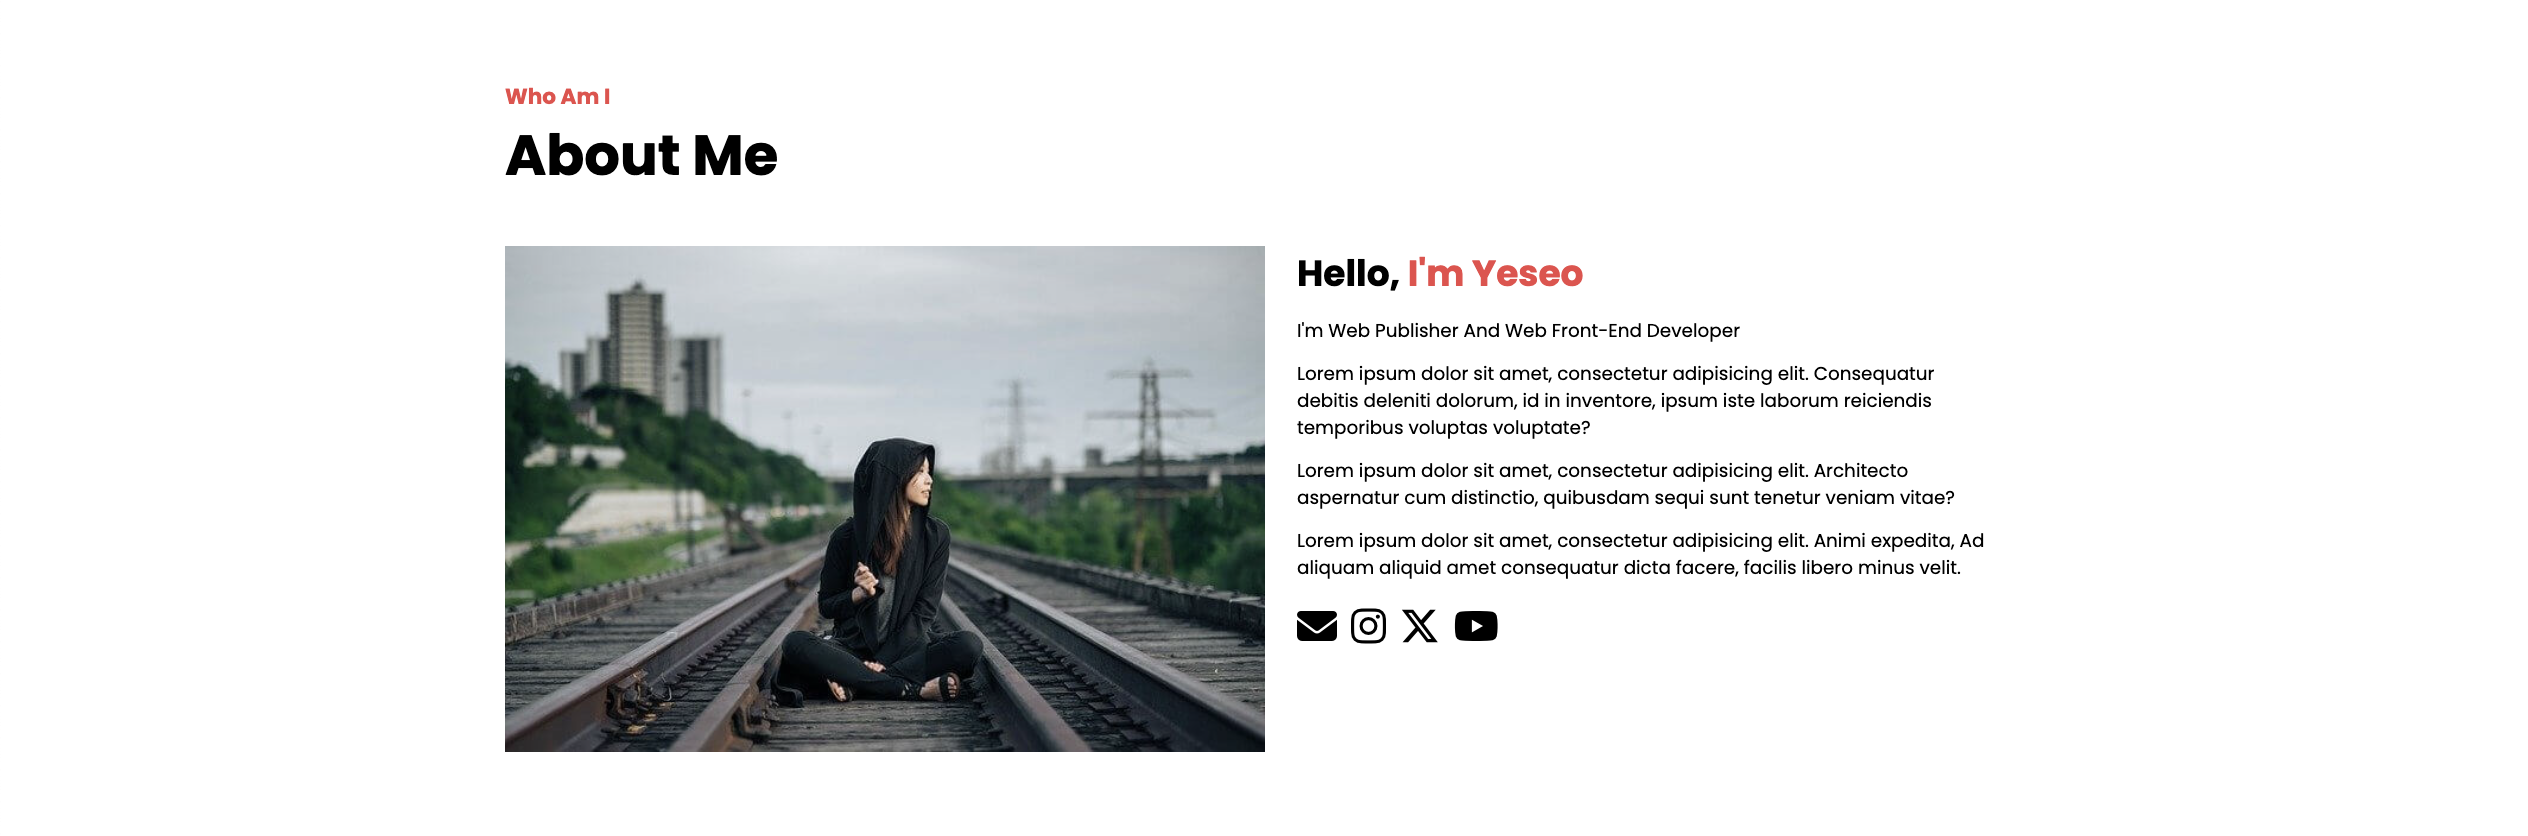 Who Am I
About Me
Hello, I'm Yeseo
I'm Web Publisher And Web Front-End Developer
Lorem ipsum dolor sit amet, consectetur adipisicing elit. Consequatur
debitis deleniti dolorum, id in inventore, ipsum iste laborum reiciendis
temporibus voluptas voluptate?
Lorem ipsum dolor sit amet, consectetur adipisicing elit. Architecto
aspernatur cum distinctio, quibusdam sequi sunt tenetur veniam vitae?
Lorem ipsum dolor sit amet, consectetur adipisicing elit. Animi expedita, Ad
aliquam aliquid amet consequatur dicta facere, facilis libero minus velit.